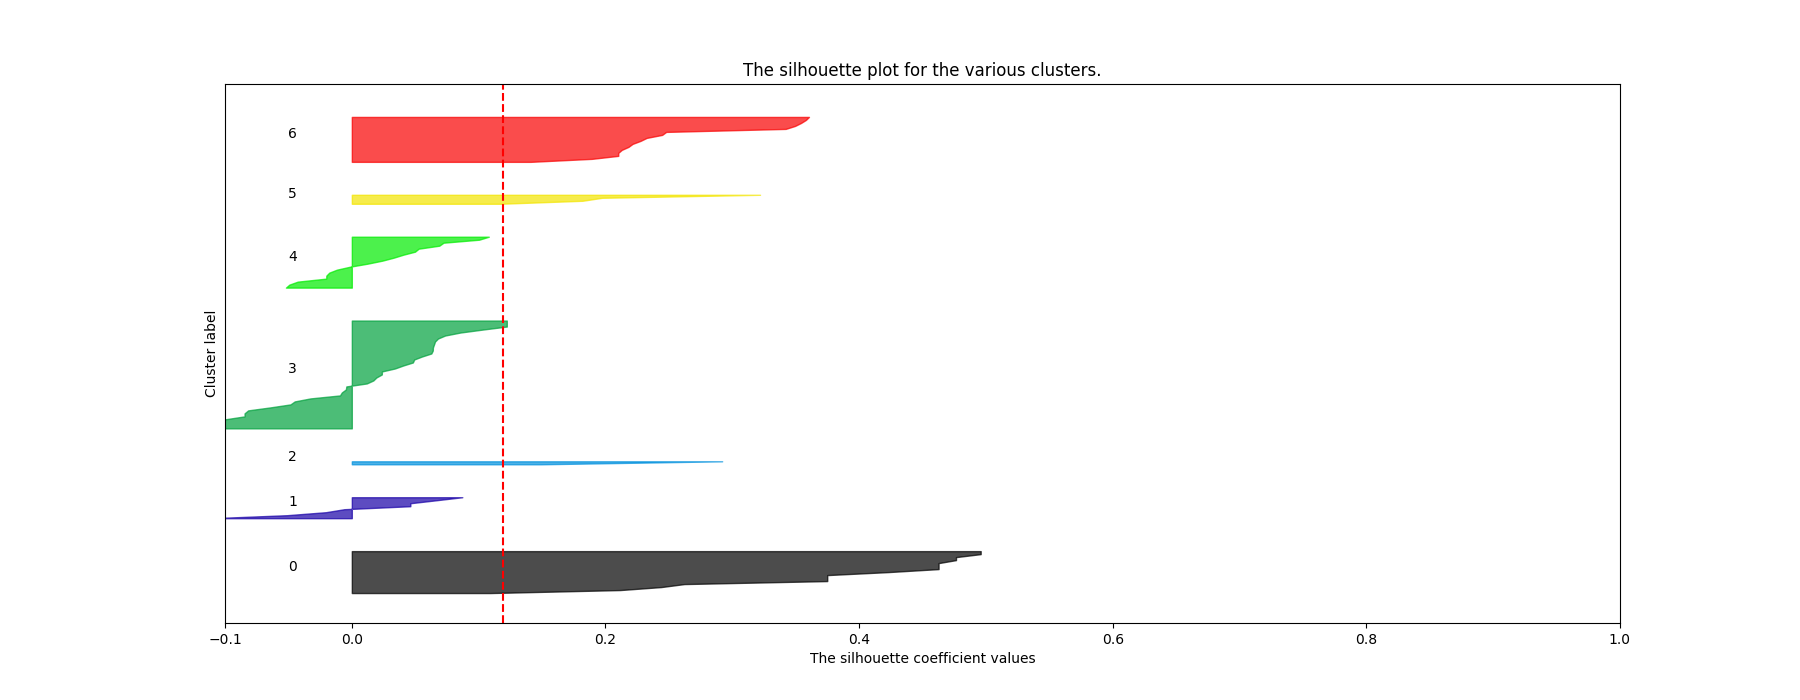 The silhouette plot for the various clusters.
6
5
4
3
2
1
0
Cluster label
−0.1 0.0 0.2 0.4 0.6 0.8 1.0
The silhouette coefficient values